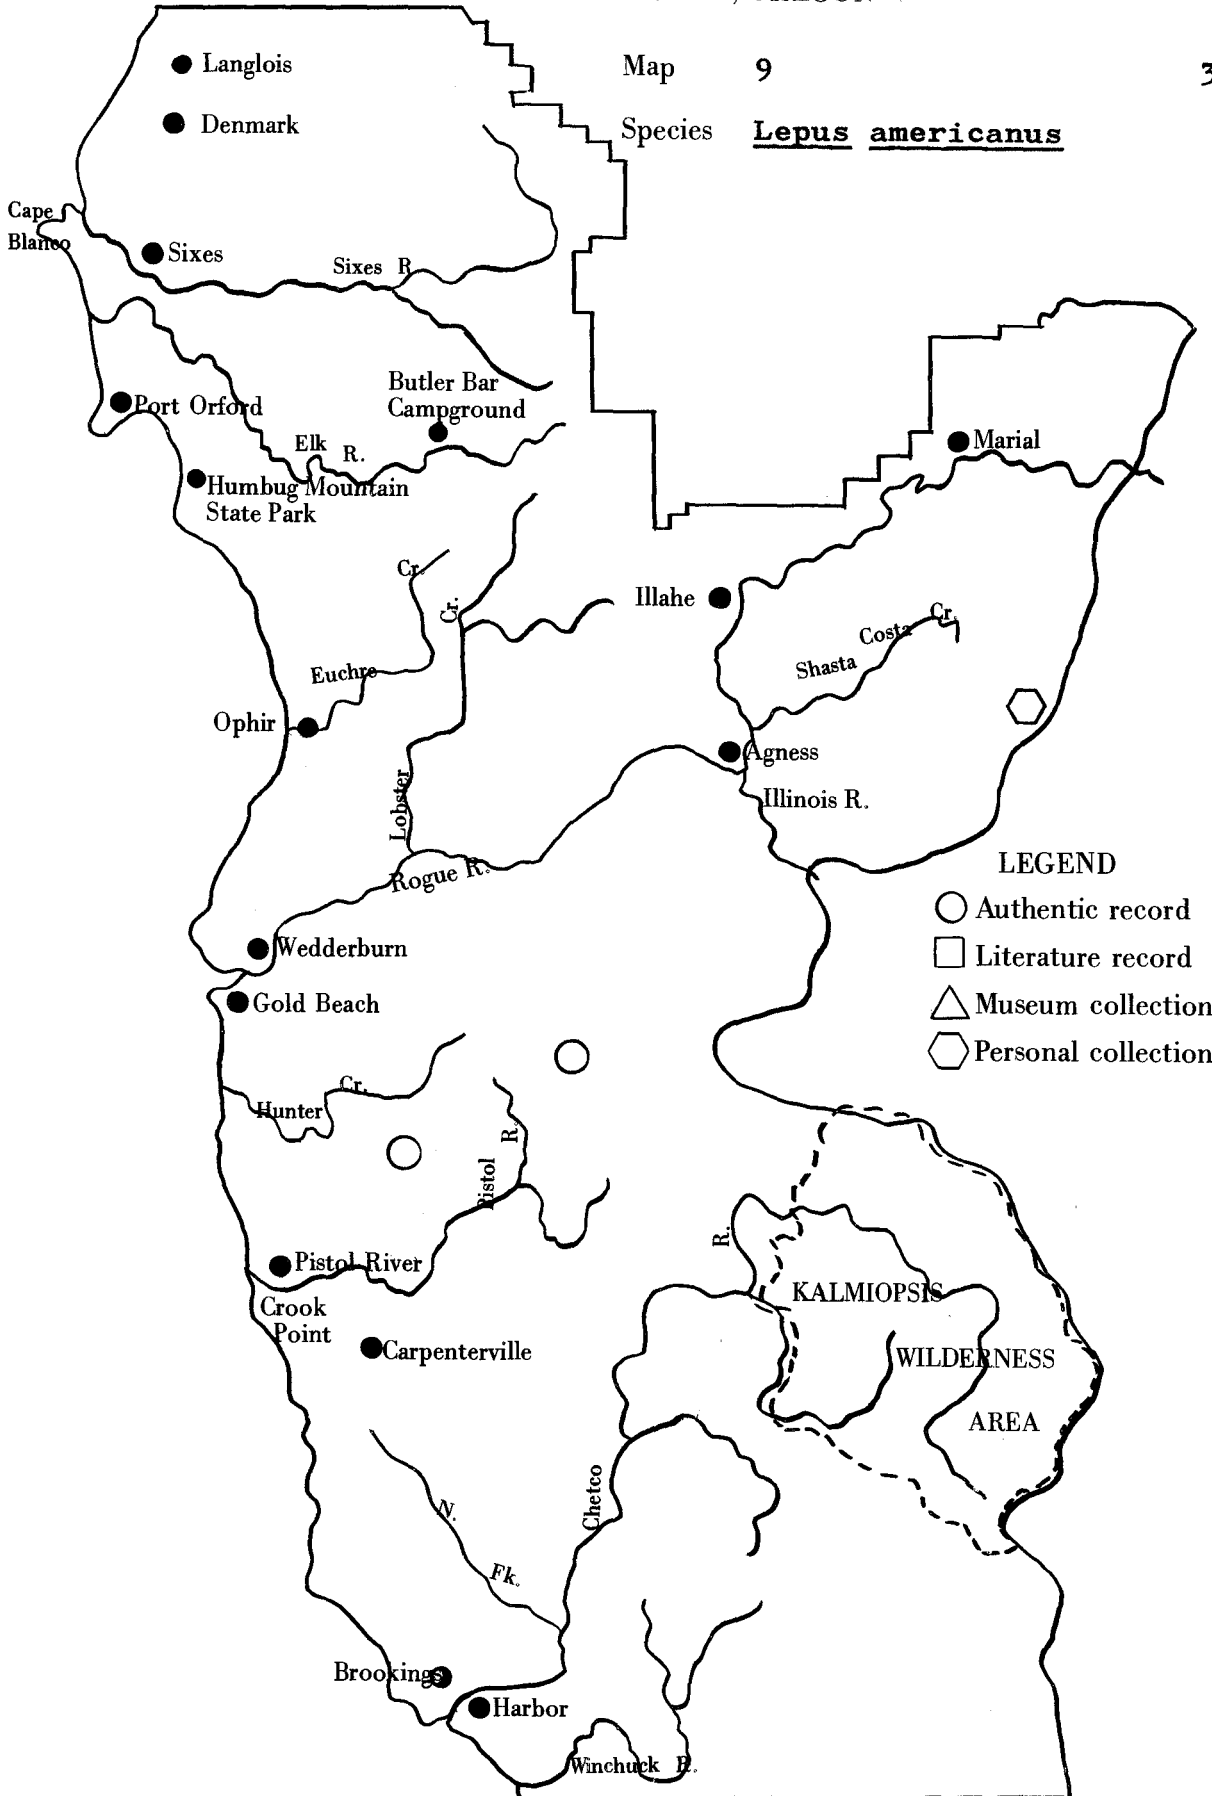 Map 9
Species Lepus americanus
Langlois
Denmark
Cape
Blanco
Sixes
Sixes R
Port Orford
Butler Bar
Campground
Elk R.
Humbug Mountain
State Park
Marial
Cr.
Euchre
Cr.
Lobster
Illahe
Shasta Costa Cr.
Ophir
Agness
Illinois R.
Rogue R.
LEGEND
Authentic record
Literature record
Museum collection
Personal collection
Wedderburn
Gold Beach
Hunter Cr.
Pistol R.
Pistol River
Crook
Point
Carpenterville
R.
Chetco
KALMIOPSIS
WILDERNESS
AREA
N. Fk.
Brookings
Harbor
Winchuck R.